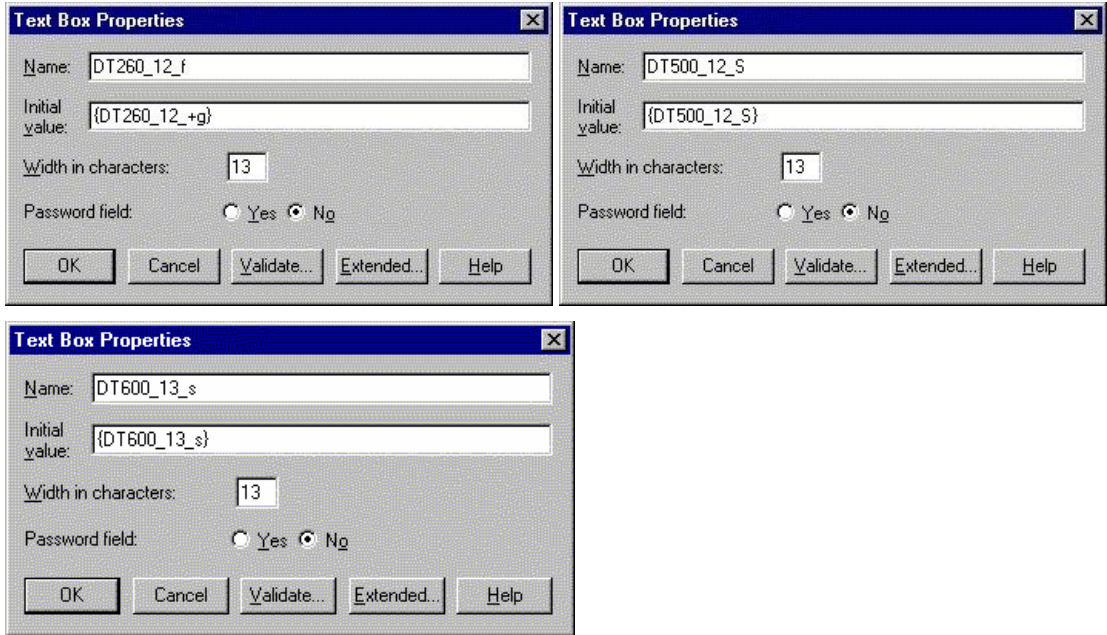 Text Box Properties
Name: DT260_12_f
Initial value: {DT260_12_+g}
Width in characters: 13
Password field: Yes No
OK Cancel Validate... Extended... Help
Text Box Properties
Name: DT500_12_S
Initial value: {DT500_12_S}
Width in characters: 13
Password field: Yes No
OK Cancel Validate... Extended... Help
Text Box Properties
Name: DT600_13_s
Initial value: {DT600_13_s}
Width in characters: 13
Password field: Yes No
OK Cancel Validate... Extended... Help